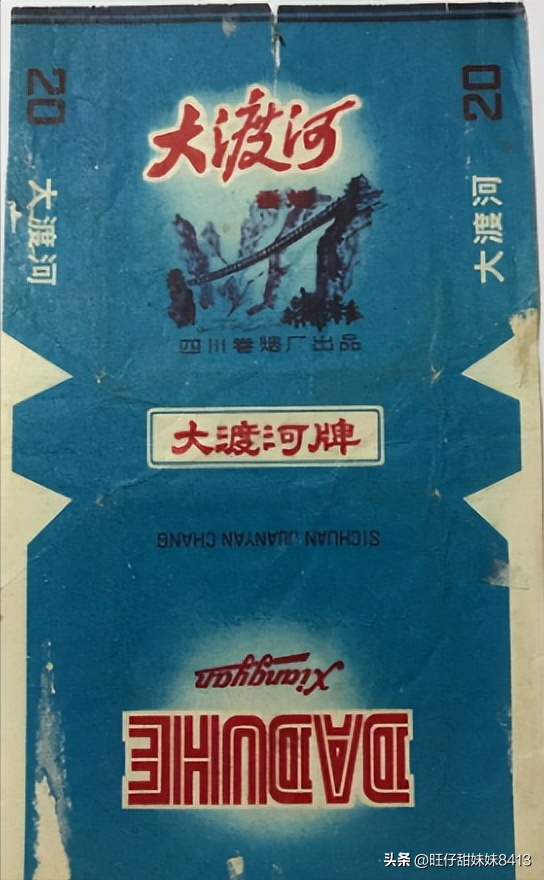 20
20
大渡河
大渡河
大渡河
香烟
四川卷烟厂出品
大渡河牌
SICHUAN JUANYAN CHANG
Xiangyan
DADUHE
头条 @旺仔甜妹妹8413